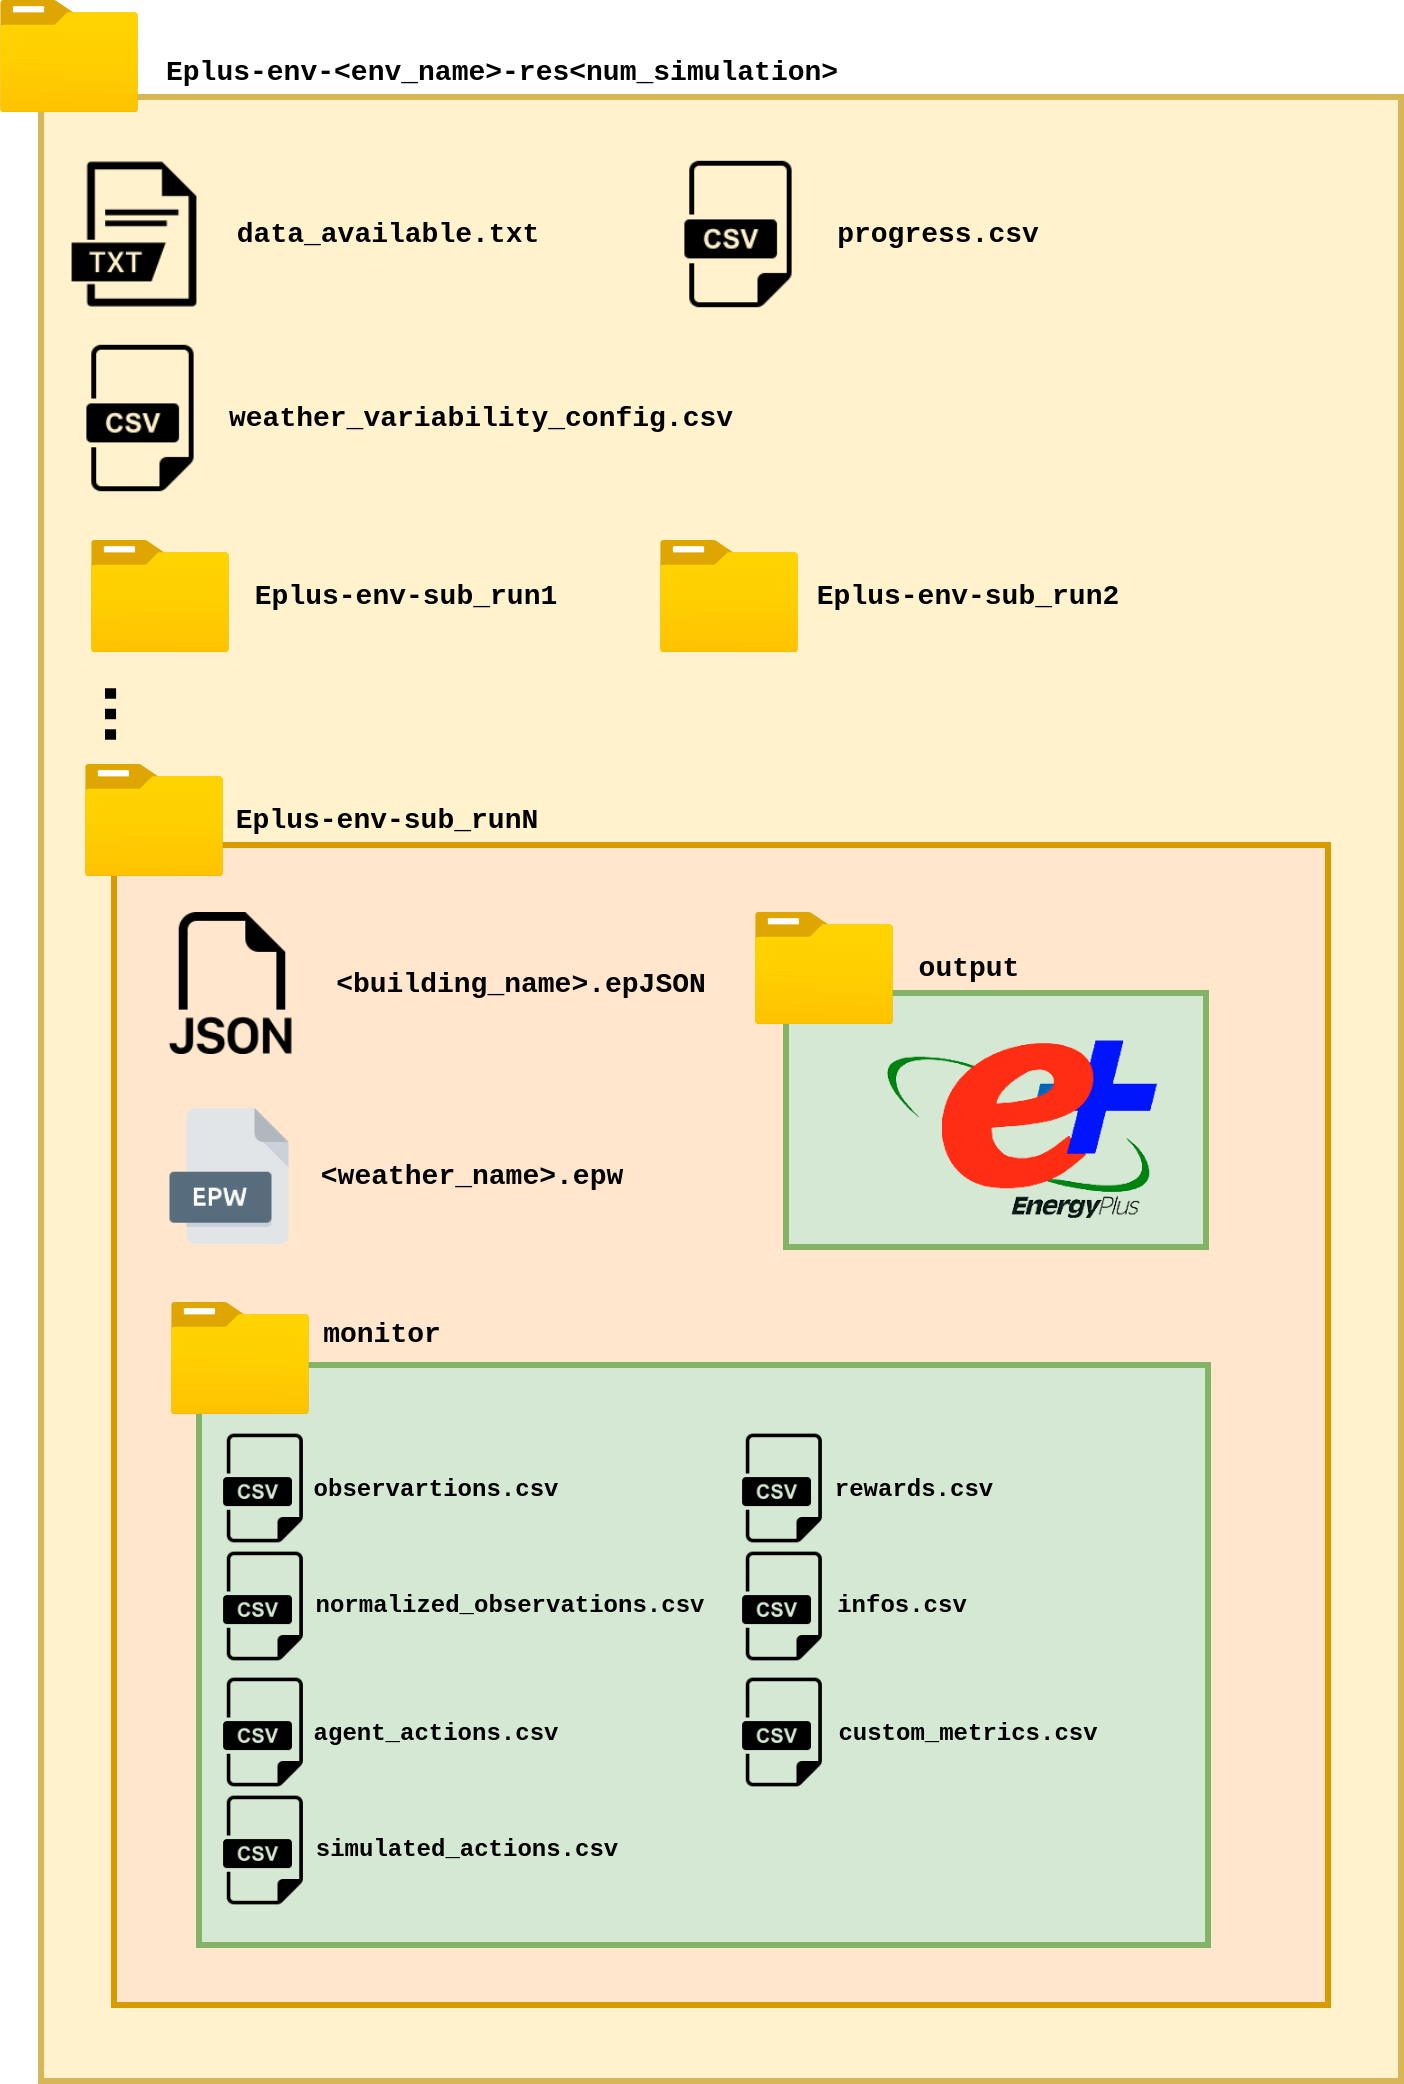 Eplus-env-<env_name>-res<num_simulation>
TXT
data_available.txt
CSV
progress.csv
CSV
weather_variability_config.csv
Eplus-env-sub_run1
Eplus-env-sub_run2
Eplus-env-sub_runN
JSON
<building_name>.epJSON
output
e+
EnergyPlus
EPW
<weather_name>.epw
monitor
CSV
observartions.csv
CSV
rewards.csv
CSV
normalized_observations.csv
CSV
infos.csv
CSV
agent_actions.csv
CSV
custom_metrics.csv
CSV
simulated_actions.csv